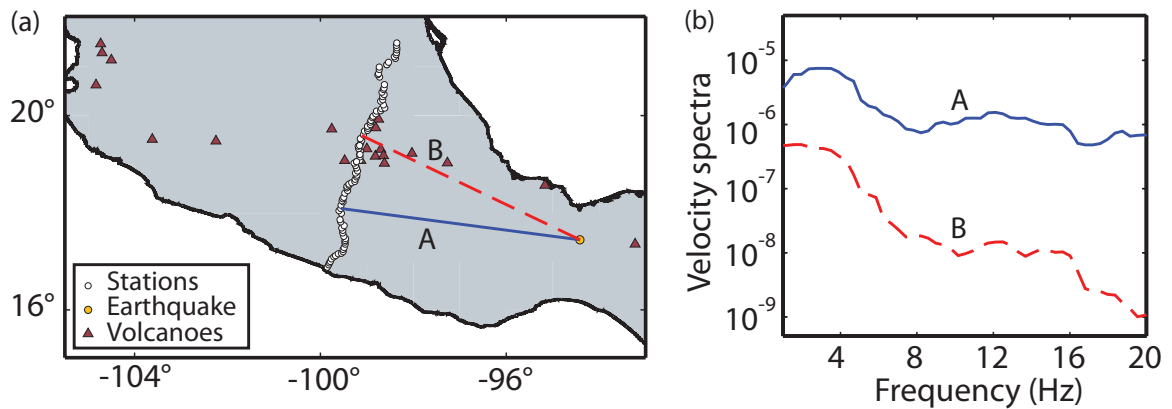 (a)
20°
16°
B
A
Stations
Earthquake
Volcanoes
-104°
-100°
-96°
(b)
Velocity spectra
10-5
10-6
10-7
10-8
10-9
A
B
4
8
12
16
20
Frequency (Hz)